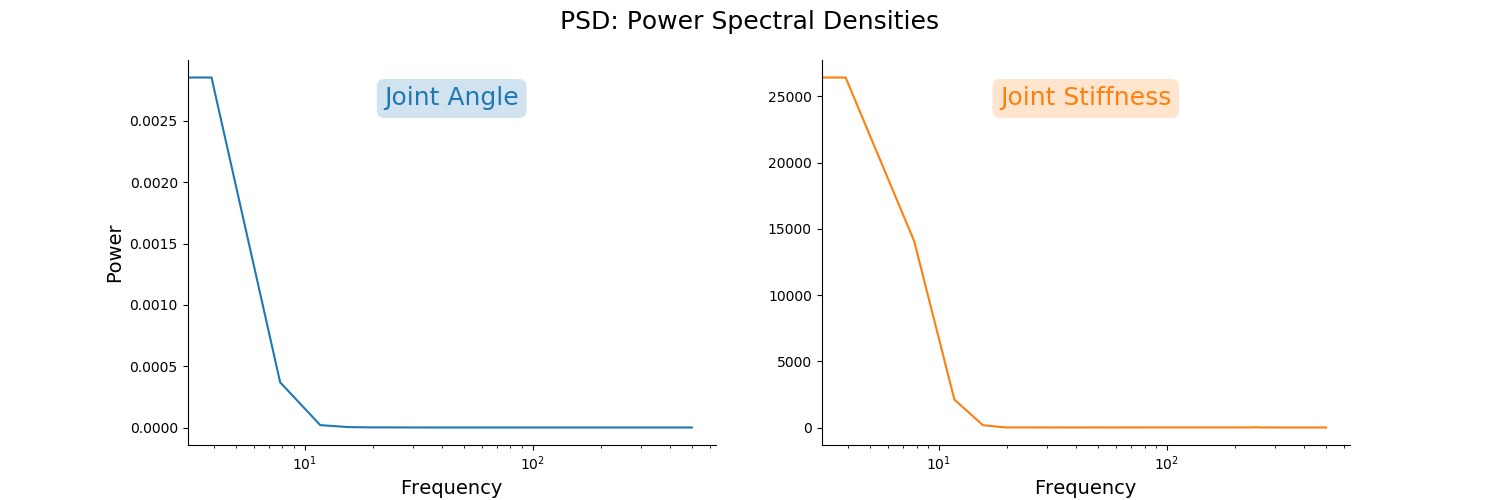 PSD: Power Spectral Densities
Joint Angle
Power
0.0025
0.0020
0.0015
0.0010
0.0005
0.0000
10¹
10²
Frequency
Joint Stiffness
25000
20000
15000
10000
5000
0
10¹
10²
Frequency